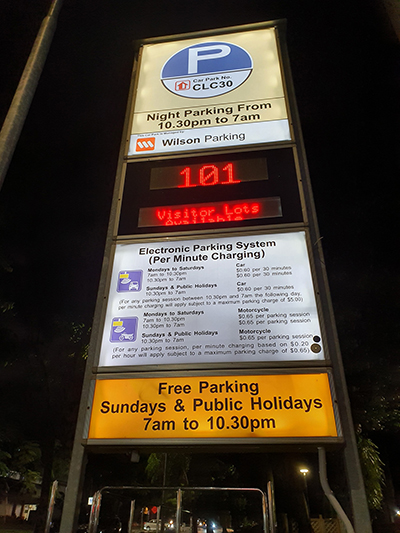 P
Car Park No.
CLC30
Night Parking From
10.30pm to 7am
This Car Park is managed by
Wilson Parking
101
Visitor Lots
Available
Electronic Parking System
(Per Minute Charging)
Mondays to Saturdays Car
7am to 10.30pm $0.60 per 30 minutes
10.30pm to 7am $0.60 per 30 minutes
Sundays & Public Holidays Car
10.30pm to 7am $0.60 per 30 minutes
(For any parking session between 10.30pm and 7am the following day,
per minute charging will apply subject to a maximum parking charge of $5.00)
Mondays to Saturdays Motorcycle
7am to 10.30pm $0.65 per parking session
10.30pm to 7am $0.65 per parking session
Sundays & Public Holidays Motorcycle
10.30pm to 7am $0.65 per parking session
(For any parking session, per minute charging based on $0.20
per hour will apply subject to a maximum parking charge of $0.65)
Free Parking
Sundays & Public Holidays
7am to 10.30pm